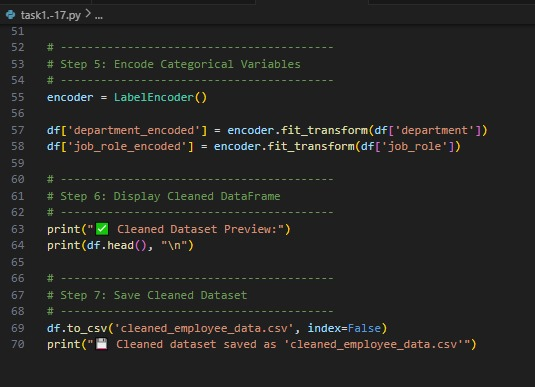 task1.-17.py > ...
51
52 # -----------------------------------------
53 # Step 5: Encode Categorical Variables
54 # -----------------------------------------
55 encoder = LabelEncoder()
56
57 df['department_encoded'] = encoder.fit_transform(df['department'])
58 df['job_role_encoded'] = encoder.fit_transform(df['job_role'])
59
60 # -----------------------------------------
61 # Step 6: Display Cleaned DataFrame
62 # -----------------------------------------
63 print("✅ Cleaned Dataset Preview:")
64 print(df.head(), "\n")
65
66 # -----------------------------------------
67 # Step 7: Save Cleaned Dataset
68 # -----------------------------------------
69 df.to_csv('cleaned_employee_data.csv', index=False)
70 print("💾 Cleaned dataset saved as 'cleaned_employee_data.csv'")